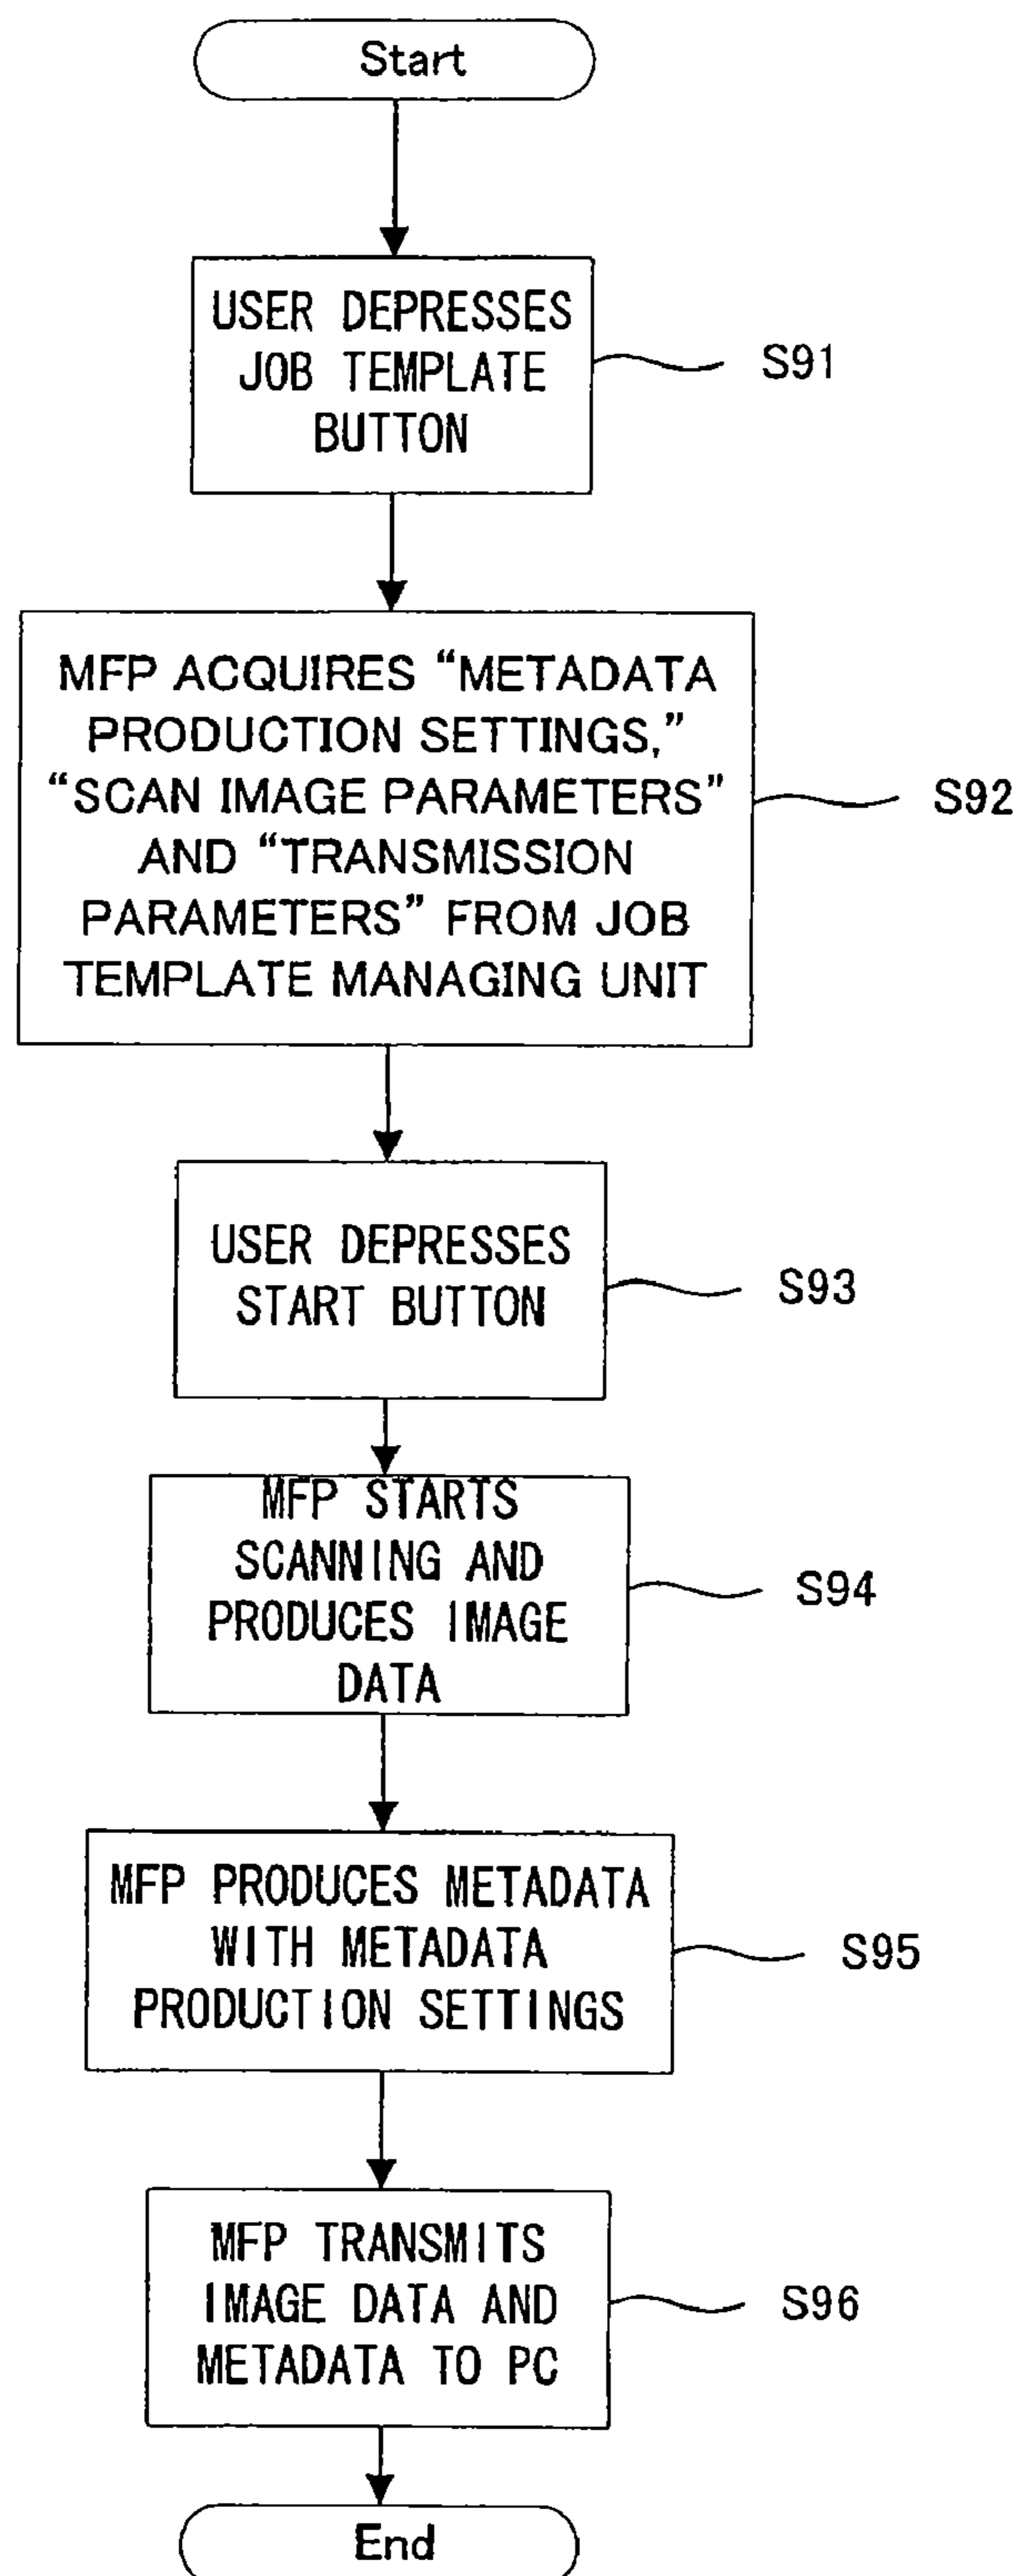 Start
USER DEPRESSES
JOB TEMPLATE
BUTTON
S91
MFP ACQUIRES “METADATA
PRODUCTION SETTINGS,”
“SCAN IMAGE PARAMETERS”
AND “TRANSMISSION
PARAMETERS” FROM JOB
TEMPLATE MANAGING UNIT
S92
USER DEPRESSES
START BUTTON
S93
MFP STARTS
SCANNING AND
PRODUCES IMAGE
DATA
S94
MFP PRODUCES METADATA
WITH METADATA
PRODUCTION SETTINGS
S95
MFP TRANSMITS
IMAGE DATA AND
METADATA TO PC
S96
End